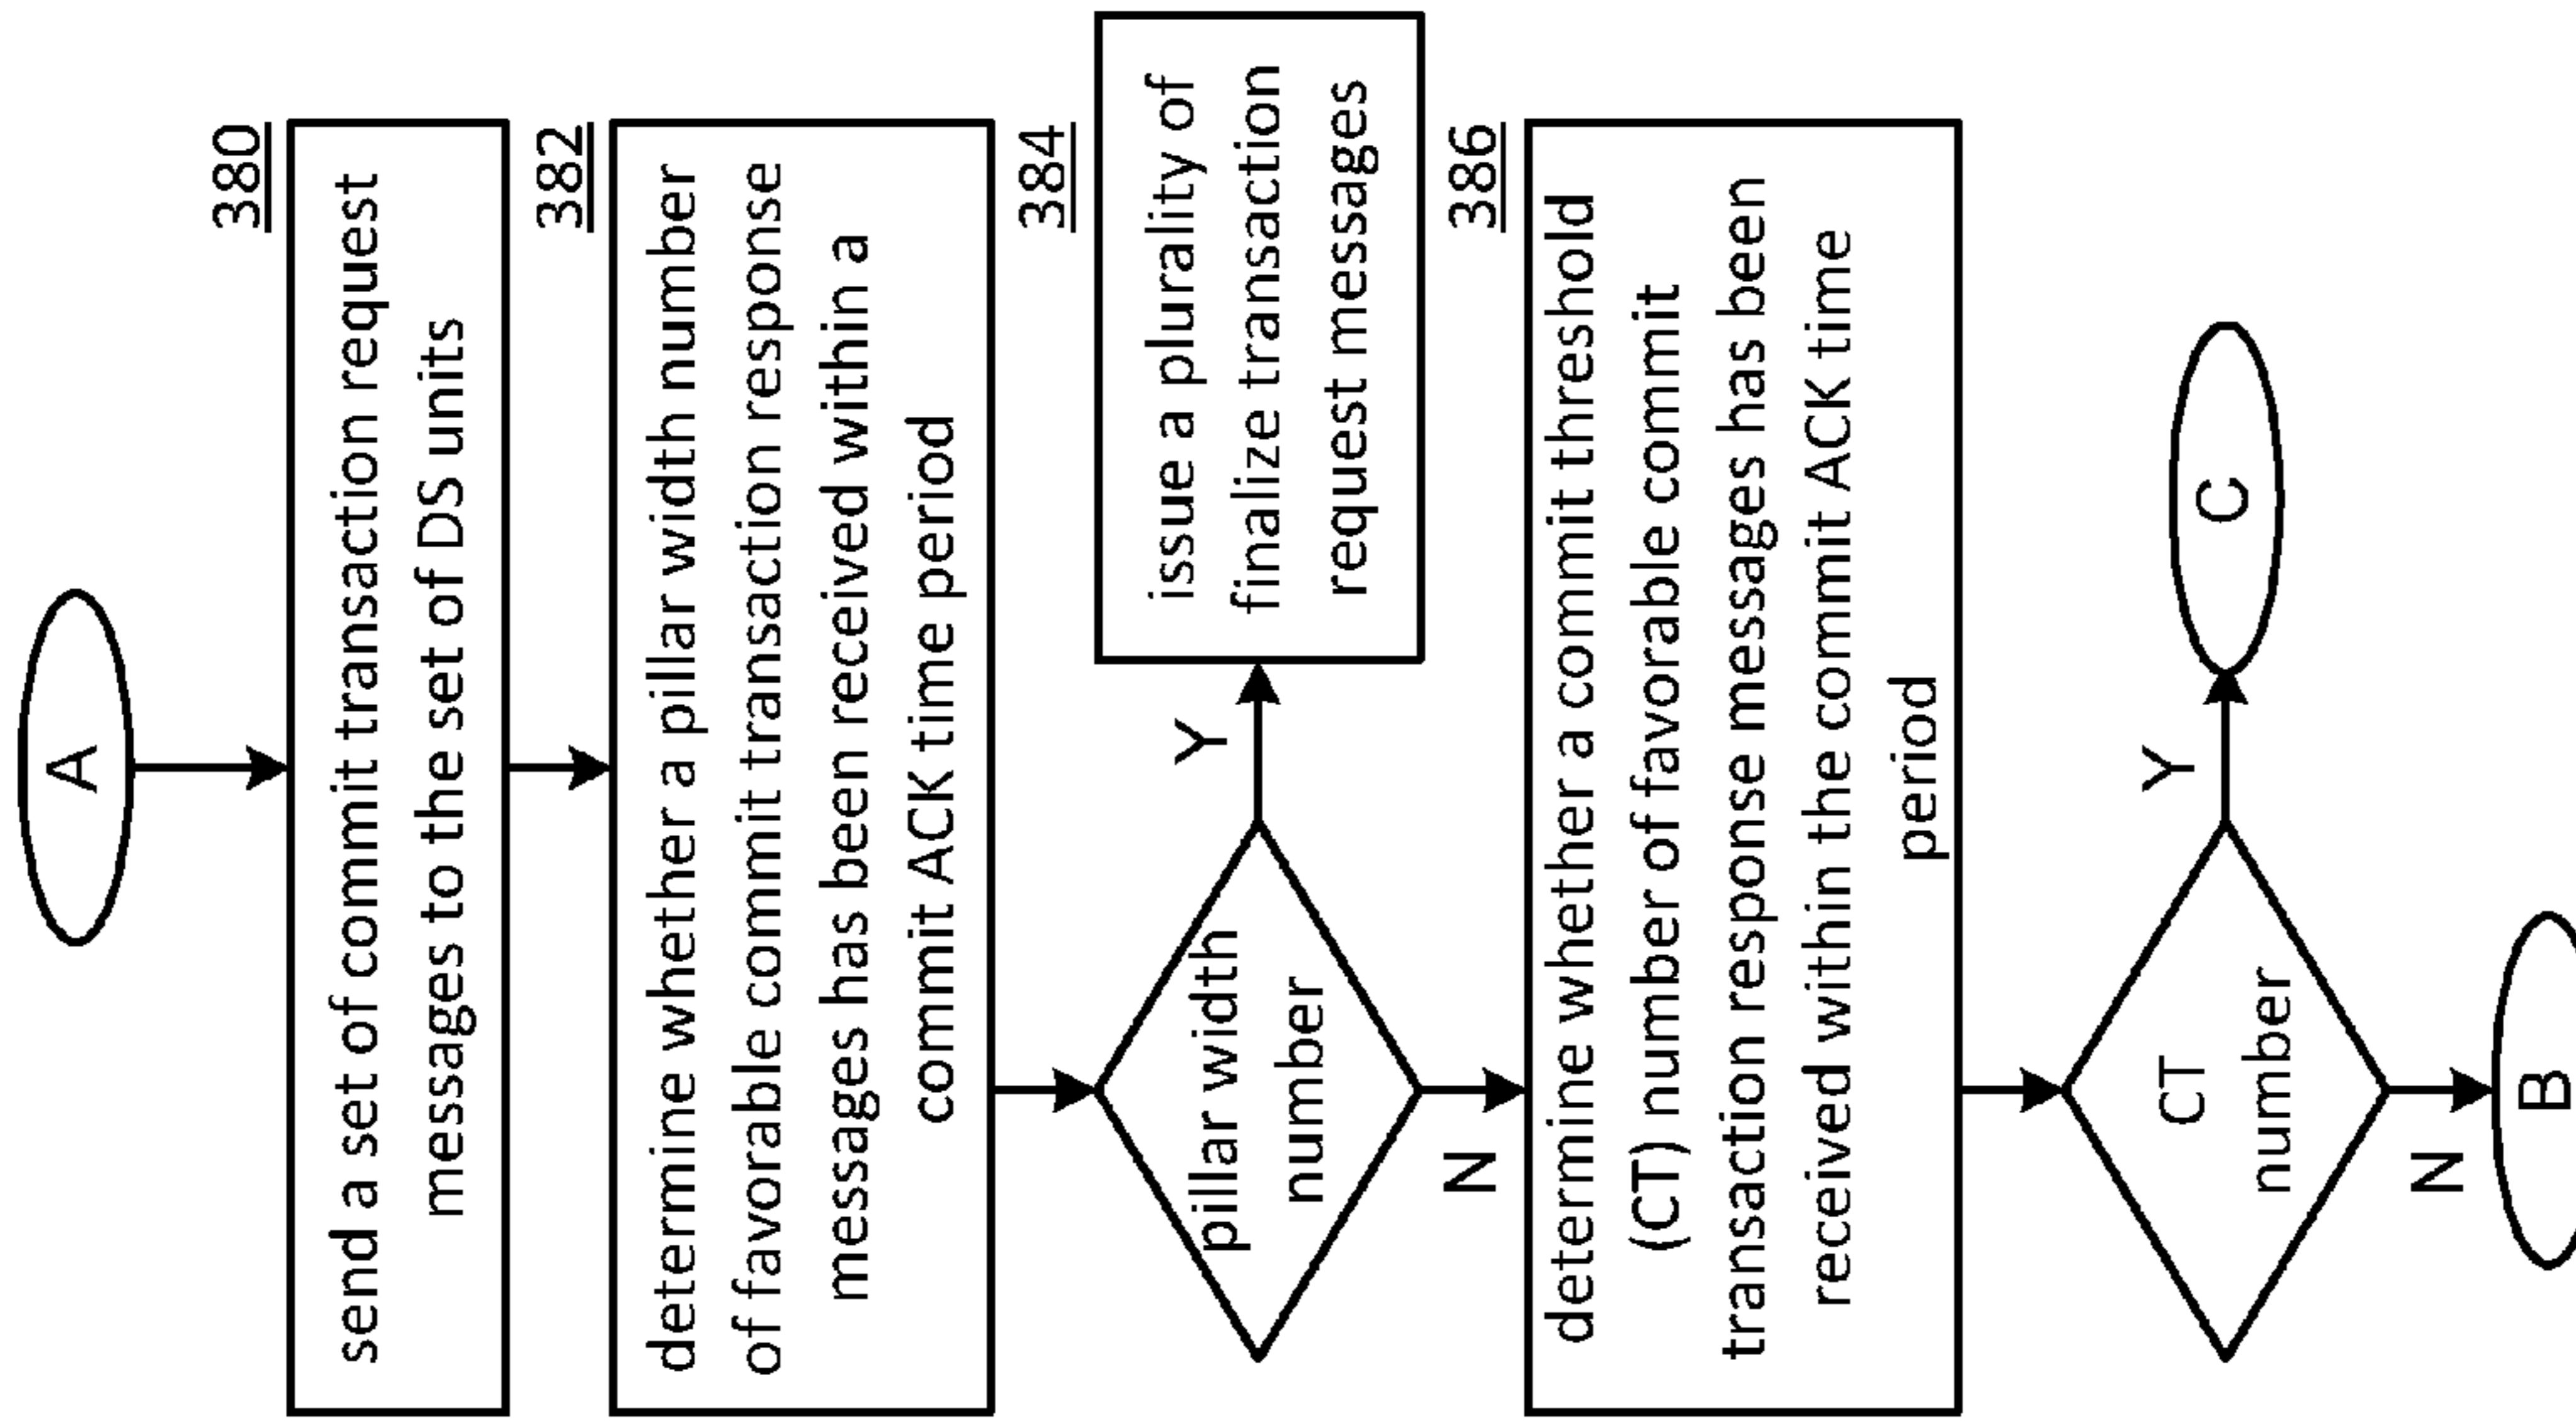 A
380
send a set of commit transaction request
messages to the set of DS units
382
determine whether a pillar width number
of favorable commit transaction response
messages has been received within a
commit ACK time period
384
pillar width
number
Y
issue a plurality of
finalize transaction
request messages
N
386
determine whether a commit threshold
(CT) number of favorable commit
transaction response messages has been
received within the commit ACK time
period
CT
number
Y
C
N
B